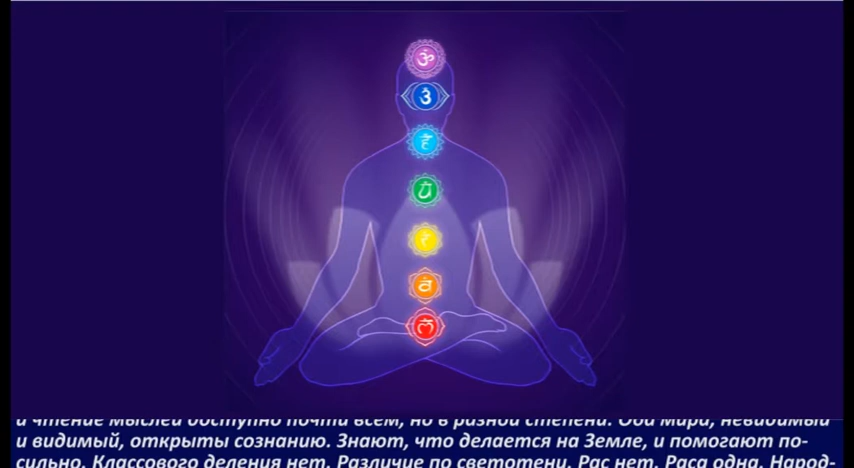 ॐ
ॐ
हं
यं
रं
वं
लं
и чтение мыслей доступно почти всем, но в разной степени. Оба мира, невидимый
и видимый, открыты сознанию. Знают, что делается на Земле, и помогают по-
сильно. Классового деления нет. Различие по светотени. Рас нет. Раса одна. Народ-